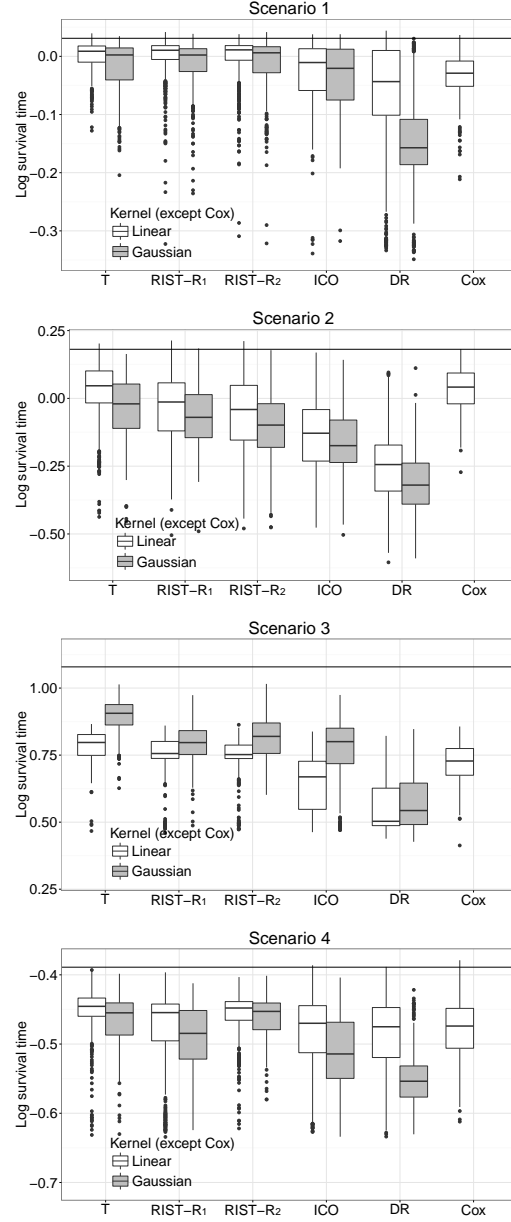 Scenario 1
Log survival time
0.0
−0.1
−0.2
−0.3
Kernel (except Cox)
Linear
Gaussian
T RIST−R1 RIST−R2 ICO DR Cox
Scenario 2
Log survival time
0.25
0.00
−0.25
−0.50
Kernel (except Cox)
Linear
Gaussian
T RIST−R1 RIST−R2 ICO DR Cox
Scenario 3
Log survival time
1.00
0.75
0.50
0.25
Kernel (except Cox)
Linear
Gaussian
T RIST−R1 RIST−R2 ICO DR Cox
Scenario 4
Log survival time
−0.4
−0.5
−0.6
−0.7
Kernel (except Cox)
Linear
Gaussian
T RIST−R1 RIST−R2 ICO DR Cox